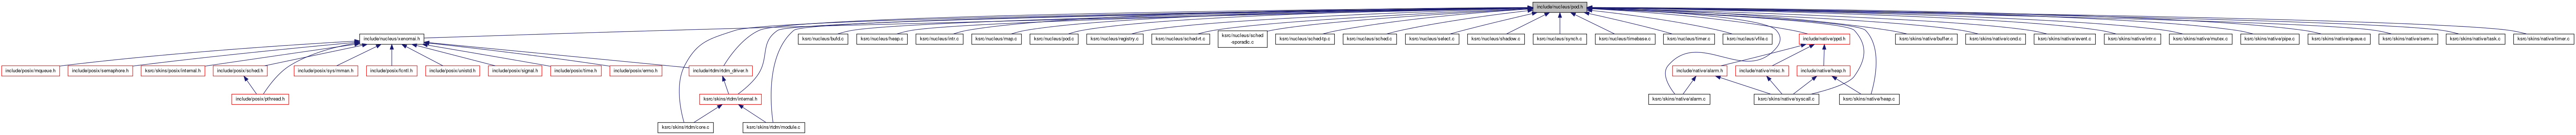 include/nucleus/pod.h
include/nucleus/xenomai.h
ksrc/nucleus/build.c
ksrc/nucleus/heap.c
ksrc/nucleus/intr.c
ksrc/nucleus/map.c
ksrc/nucleus/pod.c
ksrc/nucleus/registry.c
ksrc/nucleus/sched-rt.c
ksrc/nucleus/sched
-sporadic.c
ksrc/nucleus/sched-tp.c
ksrc/nucleus/sched.c
ksrc/nucleus/select.c
ksrc/nucleus/shadow.c
ksrc/nucleus/synch.c
ksrc/nucleus/timebase.c
ksrc/nucleus/timer.c
ksrc/nucleus/vfile.c
include/native/ppd.h
ksrc/skins/native/buffer.c
ksrc/skins/native/cond.c
ksrc/skins/native/event.c
ksrc/skins/native/intr.c
ksrc/skins/native/mutex.c
ksrc/skins/native/pipe.c
ksrc/skins/native/queue.c
ksrc/skins/native/sem.c
ksrc/skins/native/task.c
ksrc/skins/native/timer.c
include/posix/mqueue.h
include/posix/semaphore.h
ksrc/skins/posix/internal.h
include/posix/sched.h
include/posix/sys/mman.h
include/posix/fcntl.h
include/posix/unistd.h
include/posix/signal.h
include/posix/time.h
include/posix/errno.h
include/rtdm/rtdm_driver.h
include/native/alarm.h
include/native/misc.h
include/native/heap.h
include/posix/pthread.h
ksrc/skins/rtdm/internal.h
ksrc/skins/native/alarm.c
ksrc/skins/native/syscall.c
ksrc/skins/native/heap.c
ksrc/skins/rtdm/core.c
ksrc/skins/rtdm/module.c